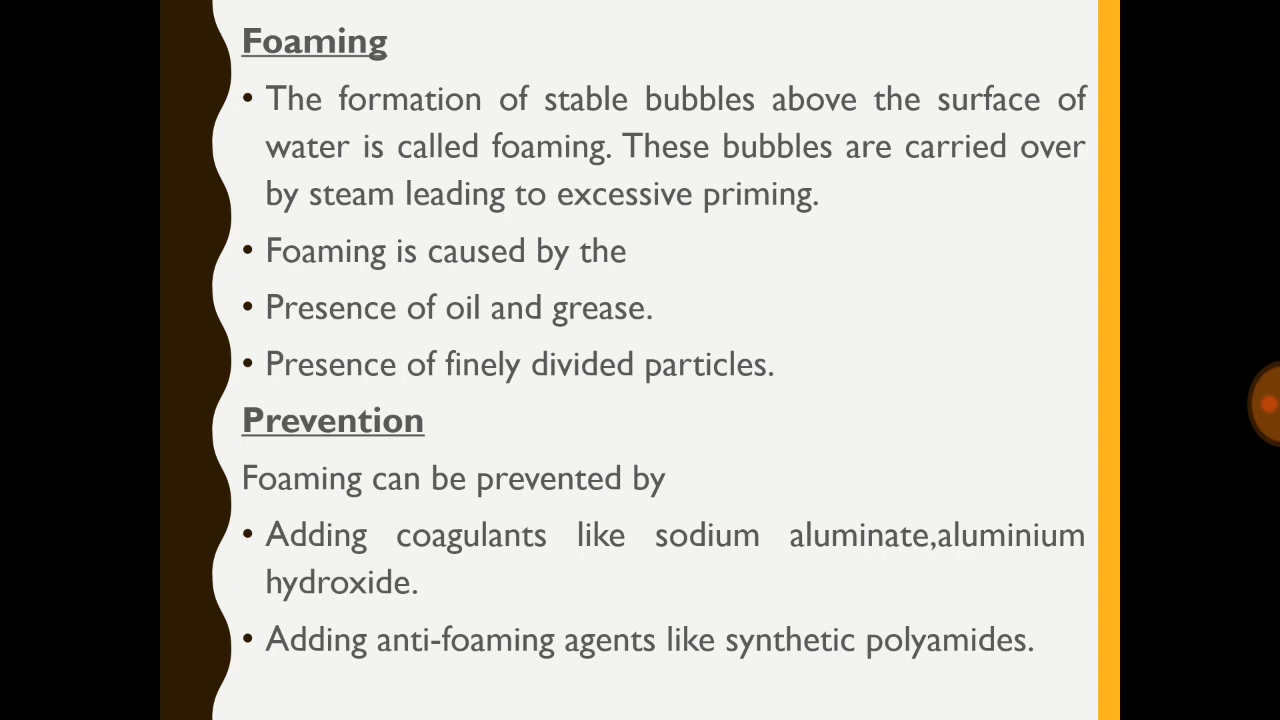 Foaming
• The formation of stable bubbles above the surface of
water is called foaming. These bubbles are carried over
by steam leading to excessive priming.
• Foaming is caused by the
• Presence of oil and grease.
• Presence of finely divided particles.
Prevention
Foaming can be prevented by
• Adding coagulants like sodium aluminate,aluminium
hydroxide.
• Adding anti-foaming agents like synthetic polyamides.